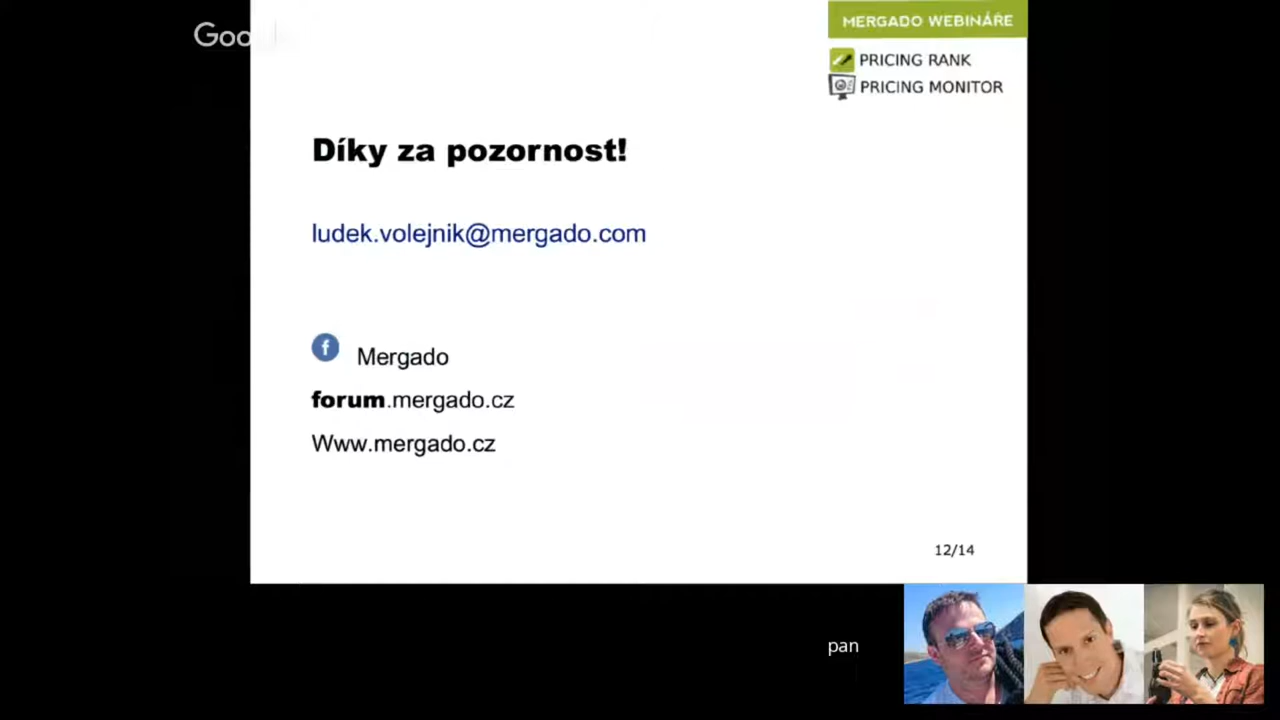 Google
MERGADO WEBINÁŘE
PRICING RANK
PRICING MONITOR
Díky za pozornost!
ludek.volejnik@mergado.com
f Mergado
forum.mergado.cz
Www.mergado.cz
12/14
pan